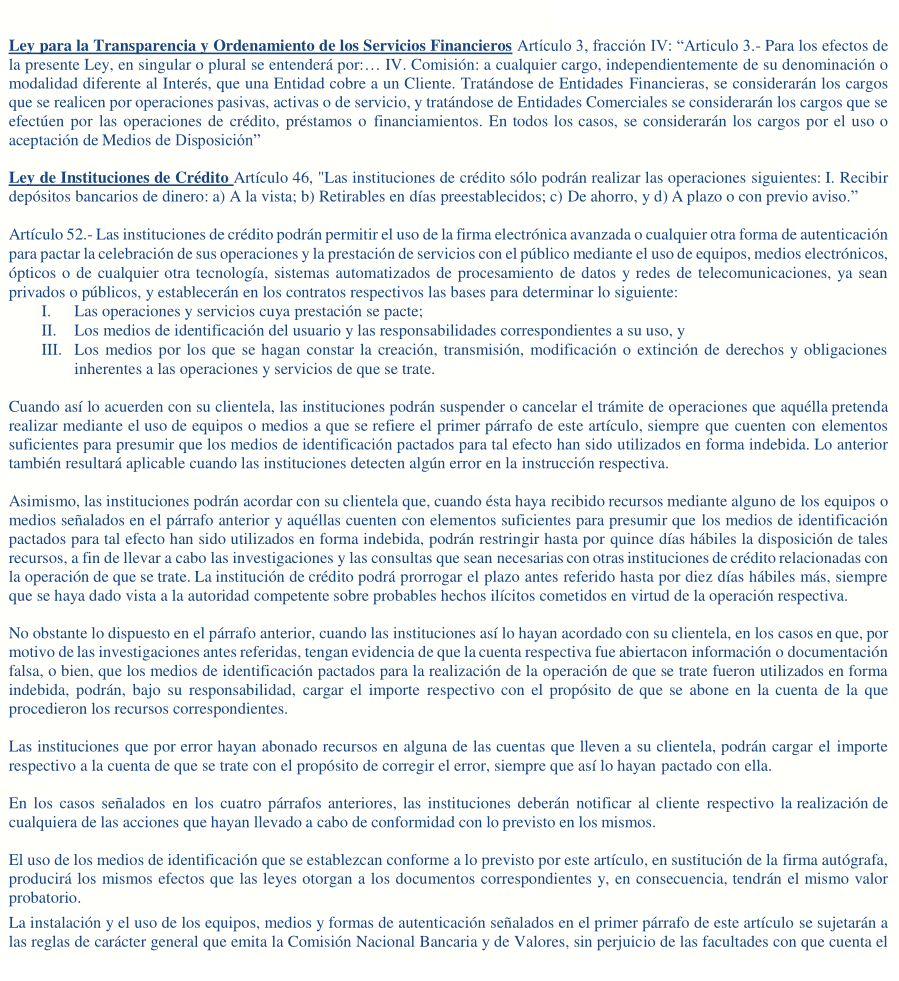 Ley para la Transparencia y Ordenamiento de los Servicios Financieros Artículo 3, fracción IV: “Articulo 3.- Para los efectos de
la presente Ley, en singular o plural se entenderá por:… IV. Comisión: a cualquier cargo, independientemente de su denominación o
modalidad diferente al Interés, que una Entidad cobre a un Cliente. Tratándose de Entidades Financieras, se considerarán los cargos
que se realicen por operaciones pasivas, activas o de servicio, y tratándose de Entidades Comerciales se considerarán los cargos que se
efectúen por las operaciones de crédito, préstamos o financiamientos. En todos los casos, se considerarán los cargos por el uso o
aceptación de Medios de Disposición”
Ley de Instituciones de Crédito Artículo 46, "Las instituciones de crédito sólo podrán realizar las operaciones siguientes: I. Recibir
depósitos bancarios de dinero: a) A la vista; b) Retirables en días preestablecidos; c) De ahorro, y d) A plazo o con previo aviso.”
Artículo 52.- Las instituciones de crédito podrán permitir el uso de la firma electrónica avanzada o cualquier otra forma de autenticación
para pactar la celebración de sus operaciones y la prestación de servicios con el público mediante el uso de equipos, medios electrónicos,
ópticos o de cualquier otra tecnología, sistemas automatizados de procesamiento de datos y redes de telecomunicaciones, ya sean
privados o públicos, y establecerán en los contratos respectivos las bases para determinar lo siguiente:
I. Las operaciones y servicios cuya prestación se pacte;
II. Los medios de identificación del usuario y las responsabilidades correspondientes a su uso, y
III. Los medios por los que se hagan constar la creación, transmisión, modificación o extinción de derechos y obligaciones
inherentes a las operaciones y servicios de que se trate.
Cuando así lo acuerden con su clientela, las instituciones podrán suspender o cancelar el trámite de operaciones que aquélla pretenda
realizar mediante el uso de equipos o medios a que se refiere el primer párrafo de este artículo, siempre que cuenten con elementos
suficientes para presumir que los medios de identificación pactados para tal efecto han sido utilizados en forma indebida. Lo anterior
también resultará aplicable cuando las instituciones detecten algún error en la instrucción respectiva.
Asimismo, las instituciones podrán acordar con su clientela que, cuando ésta haya recibido recursos mediante alguno de los equipos o
medios señalados en el párrafo anterior y aquéllas cuenten con elementos suficientes para presumir que los medios de identificación
pactados para tal efecto han sido utilizados en forma indebida, podrán restringir hasta por quince días hábiles la disposición de tales
recursos, a fin de llevar a cabo las investigaciones y las consultas que sean necesarias con otras instituciones de crédito relacionadas con
la operación de que se trate. La institución de crédito podrá prorrogar el plazo antes referido hasta por diez días hábiles más, siempre
que se haya dado vista a la autoridad competente sobre probables hechos ilícitos cometidos en virtud de la operación respectiva.
No obstante lo dispuesto en el párrafo anterior, cuando las instituciones así lo hayan acordado con su clientela, en los casos en que, por
motivo de las investigaciones antes referidas, tengan evidencia de que la cuenta respectiva fue abiertacon información o documentación
falsa, o bien, que los medios de identificación pactados para la realización de la operación de que se trate fueron utilizados en forma
indebida, podrán, bajo su responsabilidad, cargar el importe respectivo con el propósito de que se abone en la cuenta de la que
procedieron los recursos correspondientes.
Las instituciones que por error hayan abonado recursos en alguna de las cuentas que lleven a su clientela, podrán cargar el importe
respectivo a la cuenta de que se trate con el propósito de corregir el error, siempre que así lo hayan pactado con ella.
En los casos señalados en los cuatro párrafos anteriores, las instituciones deberán notificar al cliente respectivo la realización de
cualquiera de las acciones que hayan llevado a cabo de conformidad con lo previsto en los mismos.
El uso de los medios de identificación que se establezcan conforme a lo previsto por este artículo, en sustitución de la firma autógrafa,
producirá los mismos efectos que las leyes otorgan a los documentos correspondientes y, en consecuencia, tendrán el mismo valor
probatorio.
La instalación y el uso de los equipos, medios y formas de autenticación señalados en el primer párrafo de este artículo se sujetarán a
las reglas de carácter general que emita la Comisión Nacional Bancaria y de Valores, sin perjuicio de las facultades con que cuenta el